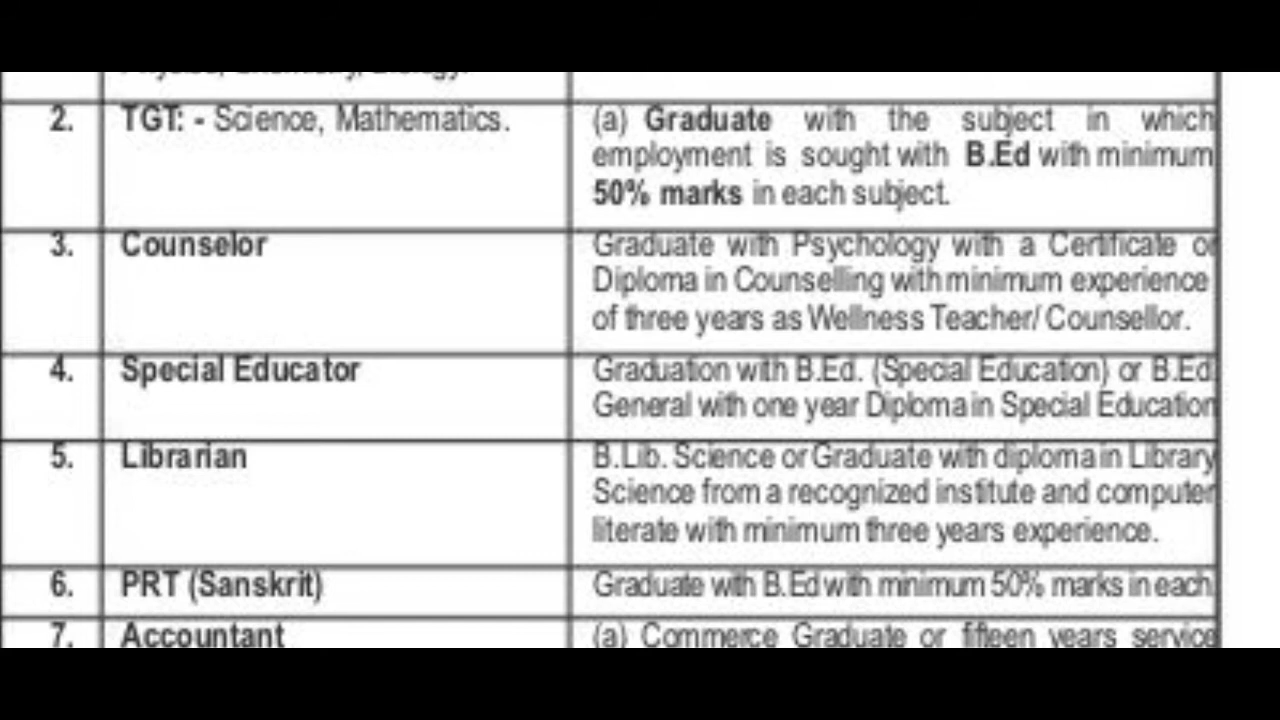 2. TGT: - Science, Mathematics. (a) Graduate with the subject in which
employment is sought with B.Ed with minimum
50% marks in each subject.
3. Counselor Graduate with Psychology with a Certificate or
Diploma in Counselling with minimum experience
of three years as Wellness Teacher/ Counsellor.
4. Special Educator Graduation with B.Ed. (Special Education) or B.Ed.
General with one year Diploma in Special Education
5. Librarian B.Lib. Science or Graduate with diploma in Library
Science from a recognized institute and computer
literate with minimum three years experience.
6. PRT (Sanskrit) Graduate with B.Ed with minimum 50% marks in each.
7. Accountant (a) Commerce Graduate or fifteen years service